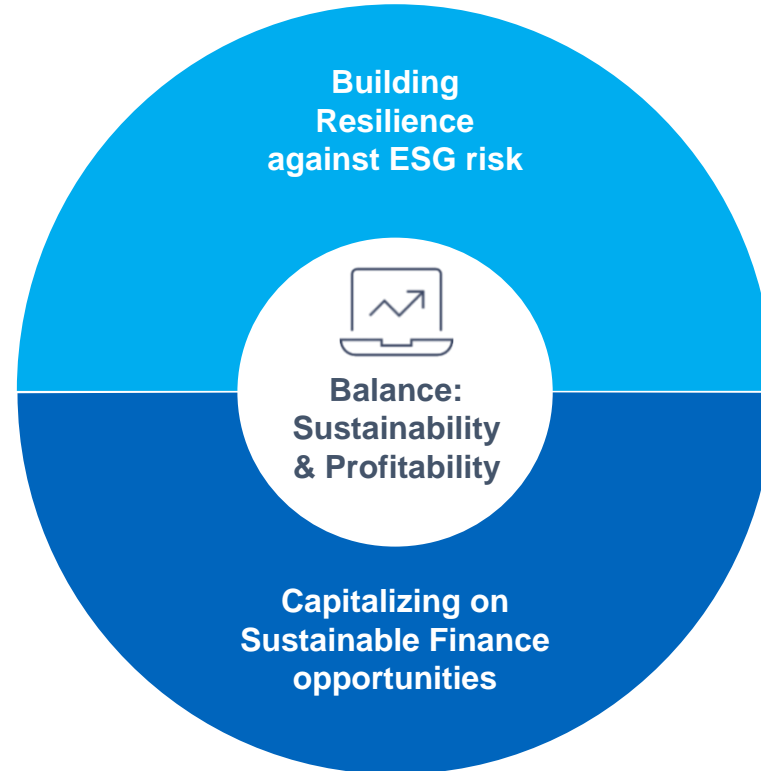 Building
Resilience
against ESG risk
Balance:
Sustainability
& Profitability
Capitalizing on
Sustainable Finance
opportunities